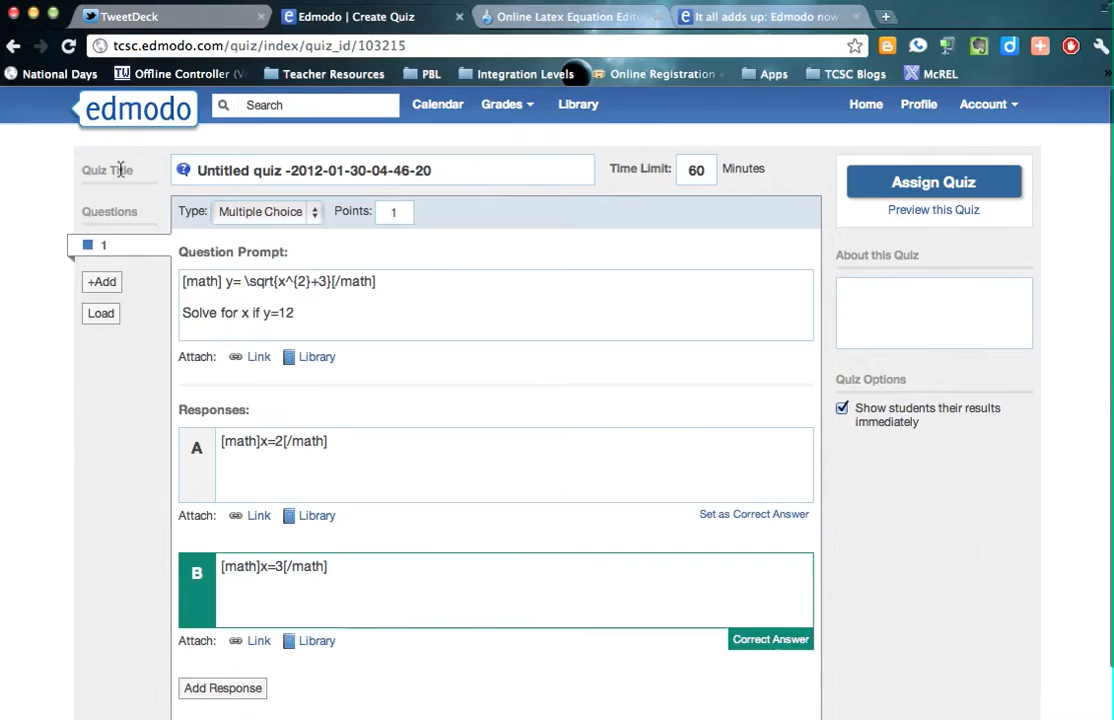 TweetDeck
Edmodo | Create Quiz
Online Latex Equation Edito
It all adds up: Edmodo now
tcsc.edmodo.com/quiz/index/quiz_id/103215
National Days
Offline Controller (V
Teacher Resources
PBL
Integration Levels
Online Registration
Apps
TCSC Blogs
McREL
edmodo
Search
Calendar
Grades
Library
Home
Profile
Account
Quiz Title
Untitled quiz -2012-01-30-04-46-20
Time Limit: 60 Minutes
Assign Quiz
Preview this Quiz
Questions
Type: Multiple Choice Points: 1
1
+Add
Load
Question Prompt:
[math] y= \sqrt{x^{2}+3}[/math]
Solve for x if y=12
Attach: Link Library
About this Quiz
Quiz Options
Show students their results
immediately
Responses:
A
[math]x=2[/math]
Attach: Link Library
Set as Correct Answer
B
[math]x=3[/math]
Attach: Link Library
Correct Answer
Add Response